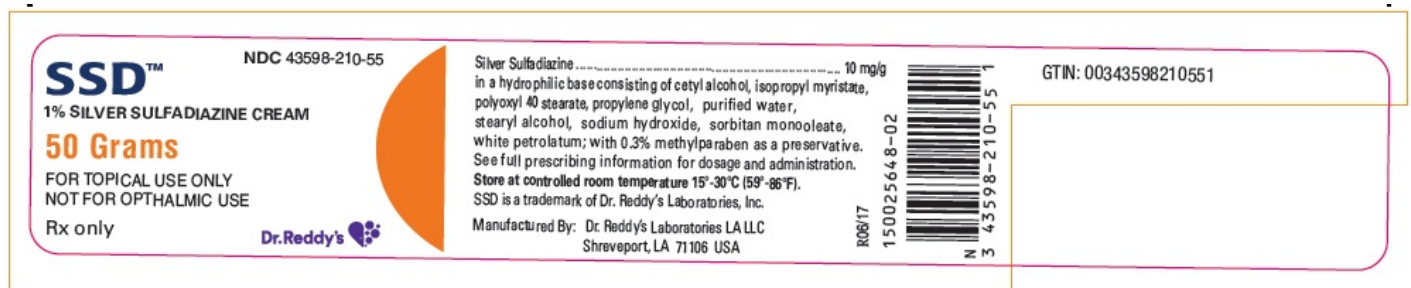 NDC 43598-210-55
SSD™
1% SILVER SULFADIAZINE CREAM
50 Grams
FOR TOPICAL USE ONLY
NOT FOR OPTHALMIC USE
Rx only
Dr.Reddy's
Silver Sulfadiazine ........................................................................ 10 mg/g
in a hydrophilic base consisting of cetyl alcohol, isopropyl myristate,
polyoxyl 40 stearate, propylene glycol, purified water,
stearyl alcohol, sodium hydroxide, sorbitan monooleate,
white petrolatum; with 0.3% methylparaben as a preservative.
See full prescribing information for dosage and administration.
Store at controlled room temperature 15°-30°C (59°-86°F).
SSD is a trademark of Dr. Reddy's Laboratories, Inc.
Manufactured By: Dr. Reddy's Laboratories LA LLC
Shreveport, LA 71106 USA
R06/17
150025648-02
N
3 43598-210-55 1
GTIN: 00343598210551